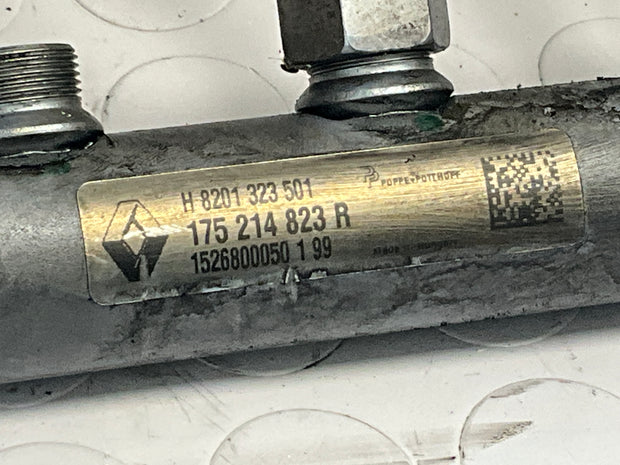 H 8201 323 501
175 214 823 R
1526800050 1 99
POPPE+POTTHOFF